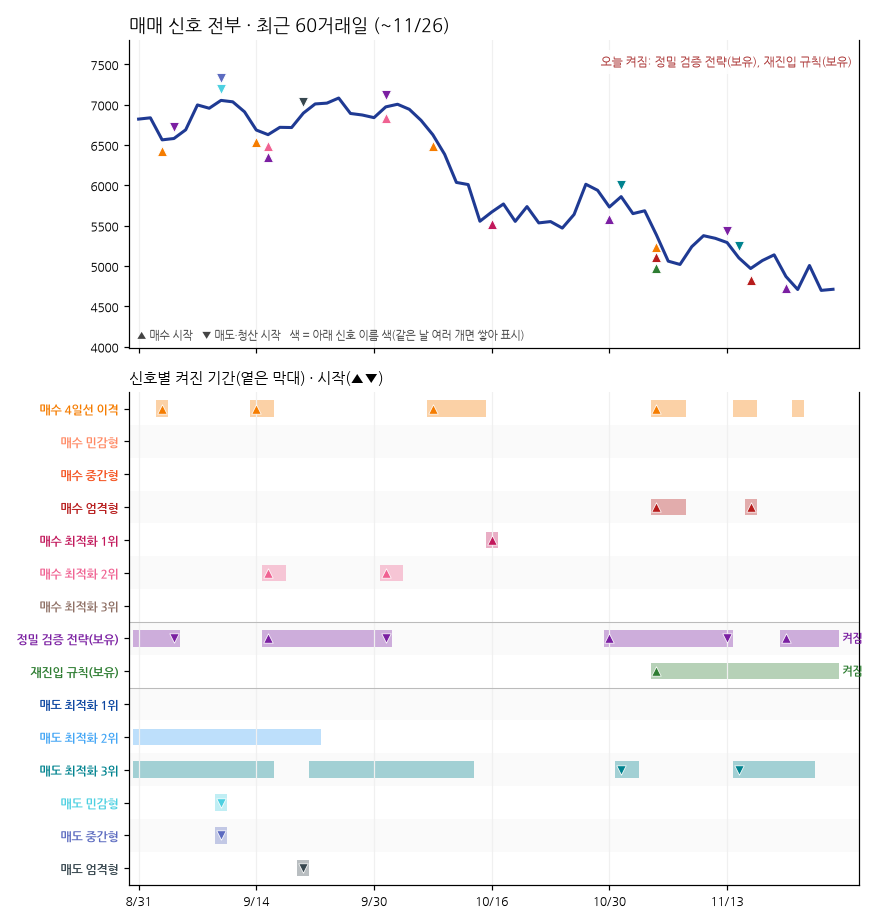 매매 신호 전부 · 최근 60거래일 (~11/26)
오늘 켜짐: 정밀 검증 전략(보유), 재진입 규칙(보유)
7500
7000
6500
6000
5500
5000
4500
4000
▲ 매수 시작 ▼ 매도·청산 시작 색 = 아래 신호 이름 색(같은 날 여러 개면 쌓아 표시)
신호별 켜진 기간(옅은 막대) · 시작(▲▼)
매수 4일선 이격
매수 민감형
매수 중간형
매수 엄격형
매수 최적화 1위
매수 최적화 2위
매수 최적화 3위
정밀 검증 전략(보유) 켜짐
재진입 규칙(보유) 켜짐
매도 최적화 1위
매도 최적화 2위
매도 최적화 3위
매도 민감형
매도 중간형
매도 엄격형
8/31 9/14 9/30 10/16 10/30 11/13